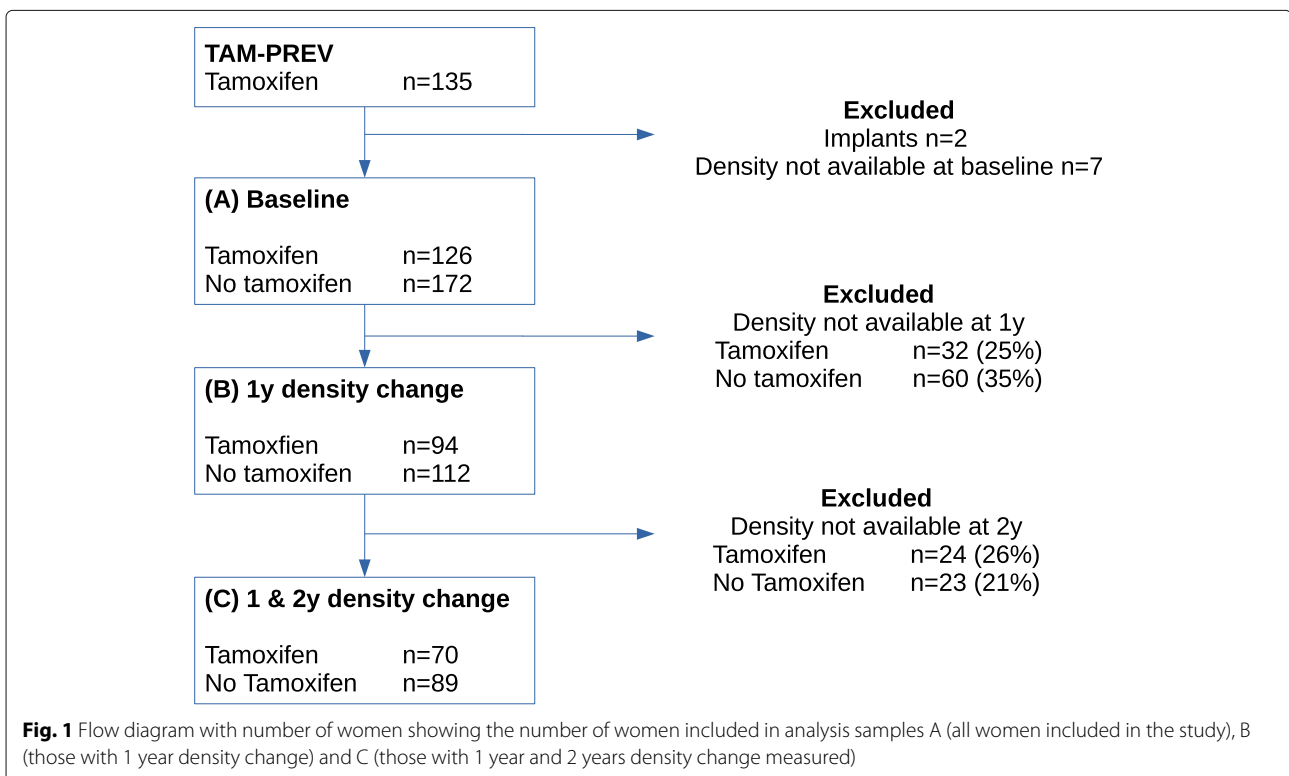 TAM-PREV
Tamoxifen n=135
Excluded
Implants n=2
Density not available at baseline n=7
(A) Baseline
Tamoxifen n=126
No tamoxifen n=172
Excluded
Density not available at 1y
Tamoxifen n=32 (25%)
No tamoxifen n=60 (35%)
(B) 1y density change
Tamoxfien n=94
No tamoxifen n=112
Excluded
Density not available at 2y
Tamoxifen n=24 (26%)
No Tamoxifen n=23 (21%)
(C) 1 & 2y density change
Tamoxifen n=70
No Tamoxifen n=89
Fig. 1 Flow diagram with number of women showing the number of women included in analysis samples A (all women included in the study), B
(those with 1 year density change) and C (those with 1 year and 2 years density change measured)